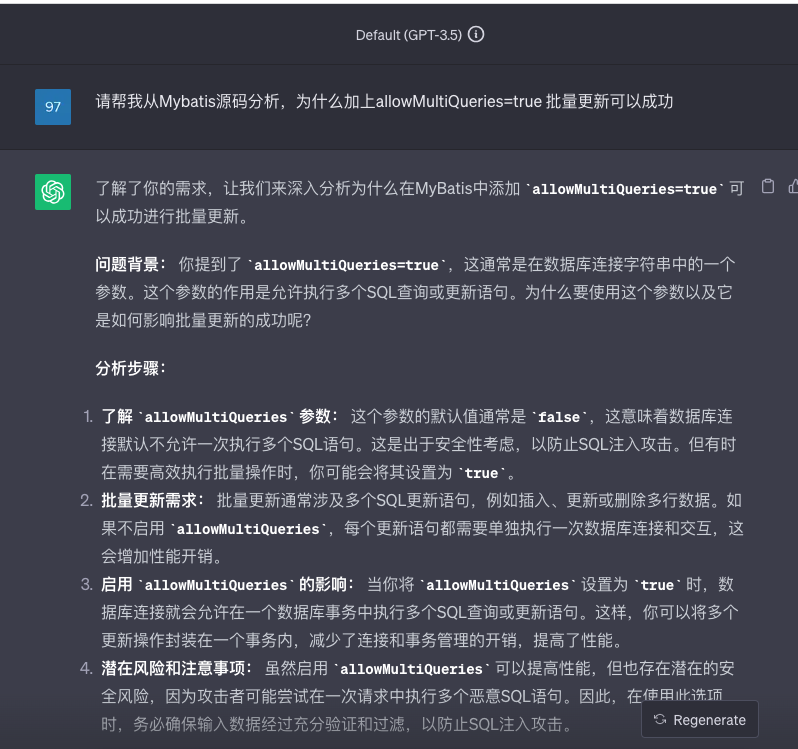 Default (GPT-3.5)
97
请帮我从Mybatis源码分析，为什么加上allowMultiQueries=true 批量更新可以成功
了解了你的需求，让我们来深入分析为什么在MyBatis中添加 `allowMultiQueries=true` 可
以成功进行批量更新。
问题背景： 你提到了 `allowMultiQueries=true`，这通常是在数据库连接字符串中的一个
参数。这个参数的作用是允许执行多个SQL查询或更新语句。为什么要使用这个参数以及它
是如何影响批量更新的成功呢？
分析步骤：
1. 了解 `allowMultiQueries` 参数： 这个参数的默认值通常是 `false`，这意味着数据库连
接默认不允许一次执行多个SQL语句。这是出于安全性考虑，以防止SQL注入攻击。但有时
在需要高效执行批量操作时，你可能会将其设置为 `true`。
2. 批量更新需求： 批量更新通常涉及多个SQL更新语句，例如插入、更新或删除多行数据。如
果不启用 `allowMultiQueries`，每个更新语句都需要单独执行一次数据库连接和交互，这
会增加性能开销。
3. 启用 `allowMultiQueries` 的影响： 当你将 `allowMultiQueries` 设置为 `true` 时，数
据库连接就会允许在一个数据库事务中执行多个SQL查询或更新语句。这样，你可以将多个
更新操作封装在一个事务内，减少了连接和事务管理的开销，提高了性能。
4. 潜在风险和注意事项： 虽然启用 `allowMultiQueries` 可以提高性能，但也存在潜在的安
全风险，因为攻击者可能尝试在一次请求中执行多个恶意SQL语句。因此，在使用此选项
时，务必确保输入数据经过充分验证和过滤，以防止SQL注入攻击。
Regenerate